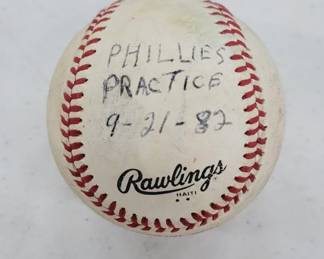 PHILLIES
PRACTICE
9-21-82
Rawlings
HAITI